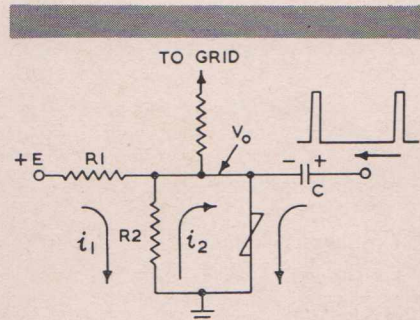 TO GRID
V₀
+E
R1
− +
C
i₁
R2
i₂